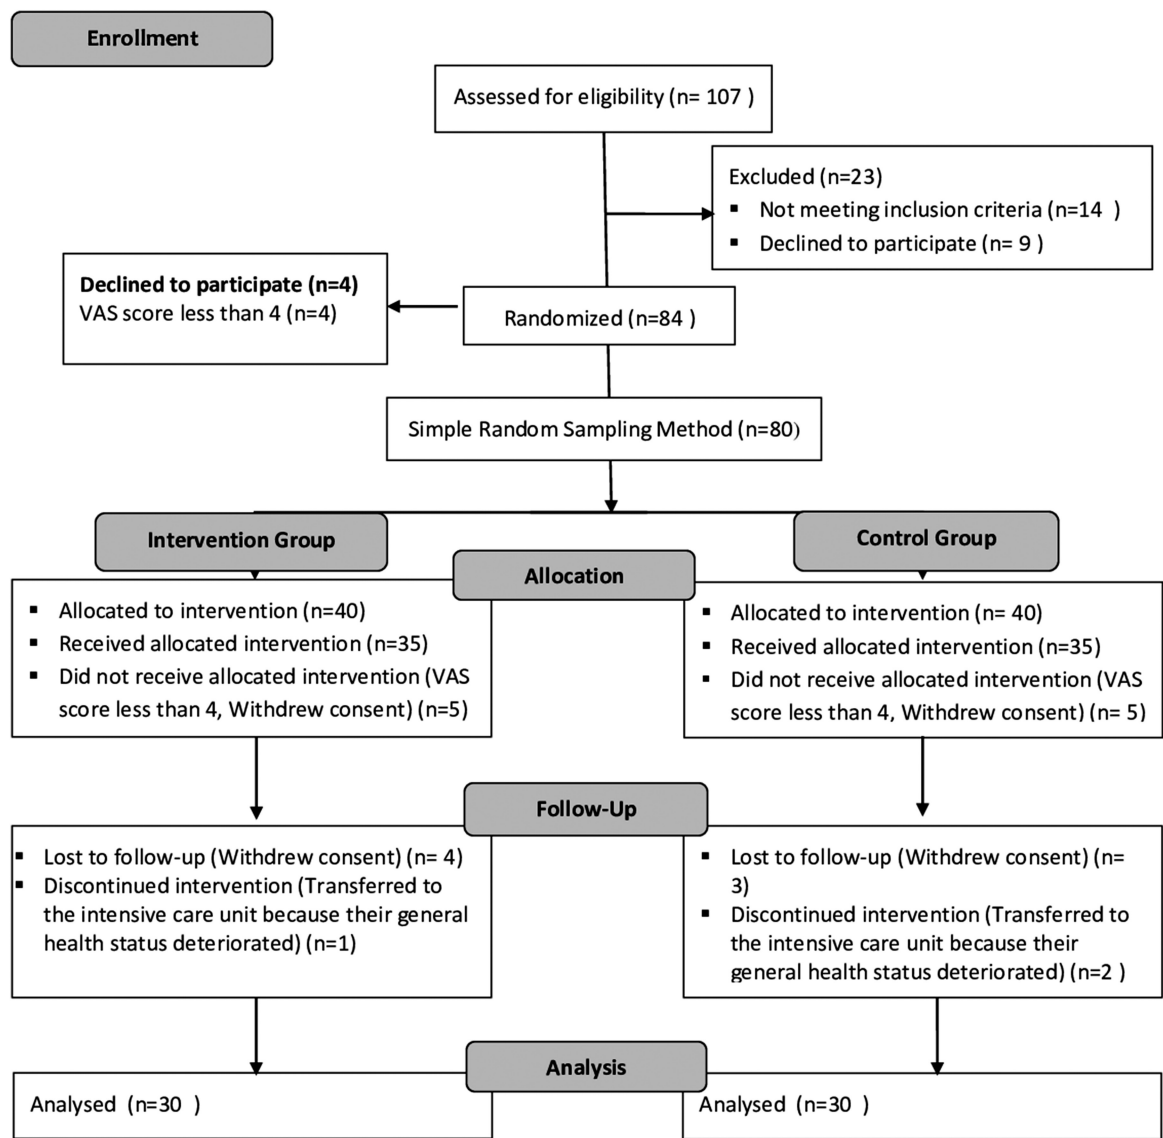 Enrollment
Assessed for eligibility (n= 107 )
Excluded (n=23)
▪ Not meeting inclusion criteria (n=14 )
▪ Declined to participate (n= 9 )
Declined to participate (n=4)
VAS score less than 4 (n=4)
Randomized (n=84 )
Simple Random Sampling Method (n=80)
Intervention Group
Control Group
Allocation
▪ Allocated to intervention (n=40)
▪ Received allocated intervention (n=35)
▪ Did not receive allocated intervention (VAS
score less than 4, Withdrew consent) (n=5)
▪ Allocated to intervention (n= 40)
▪ Received allocated intervention (n=35)
▪ Did not receive allocated intervention (VAS
score less than 4, Withdrew consent) (n= 5)
Follow-Up
▪ Lost to follow-up (Withdrew consent) (n= 4)
▪ Discontinued intervention (Transferred to
the intensive care unit because their general
health status deteriorated) (n=1)
▪ Lost to follow-up (Withdrew consent) (n=
3)
▪ Discontinued intervention (Transferred to
the intensive care unit because their
general health status deteriorated) (n=2 )
Analysis
Analysed (n=30 )
Analysed (n=30 )